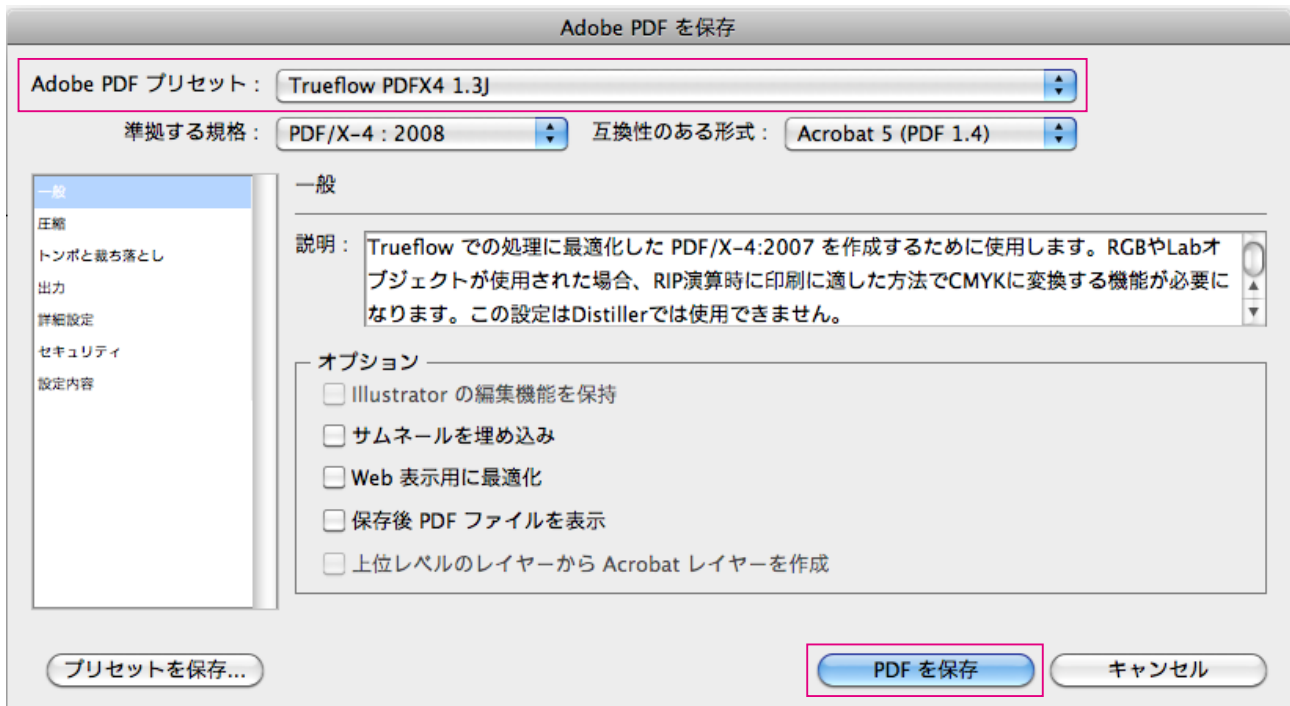 Adobe PDF を保存
Adobe PDF プリセット： Trueflow PDFX4 1.3J
準拠する規格： PDF/X-4 : 2008 互換性のある形式： Acrobat 5 (PDF 1.4)
一般
圧縮
トンボと裁ち落とし
出力
詳細設定
セキュリティ
設定内容
一般
説明： Trueflow での処理に最適化した PDF/X-4:2007 を作成するために使用します。RGBやLabオ
ブジェクトが使用された場合、RIP演算時に印刷に適した方法でCMYKに変換する機能が必要に
なります。この設定はDistillerでは使用できません。
オプション
Illustrator の編集機能を保持
サムネールを埋め込み
Web 表示用に最適化
保存後 PDF ファイルを表示
上位レベルのレイヤーから Acrobat レイヤーを作成
プリセットを保存... PDF を保存 キャンセル